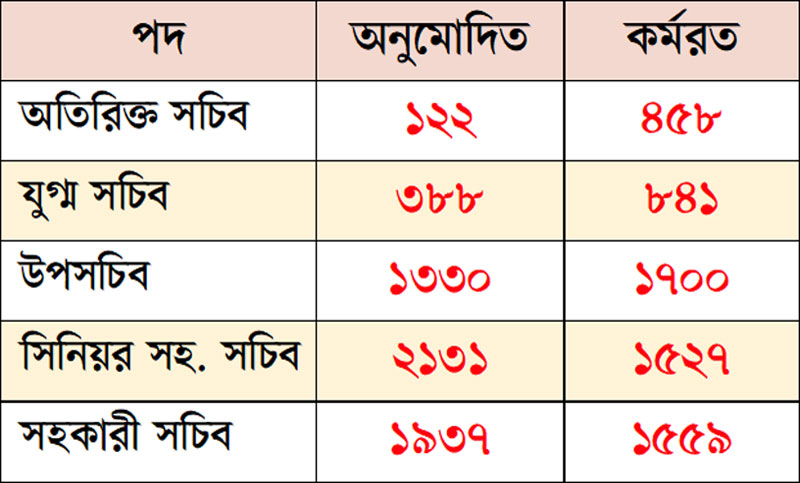 পদ অনুমোদিত কর্মরত
অতিরিক্ত সচিব ১২২ ৪৫৮
যুগ্ম সচিব ৩৮৮ ৮৪১
উপসচিব ১৩৩০ ১৭০০
সিনিয়র সহ. সচিব ২১৩১ ১৫২৭
সহকারী সচিব ১৯৩৭ ১৫৫৯